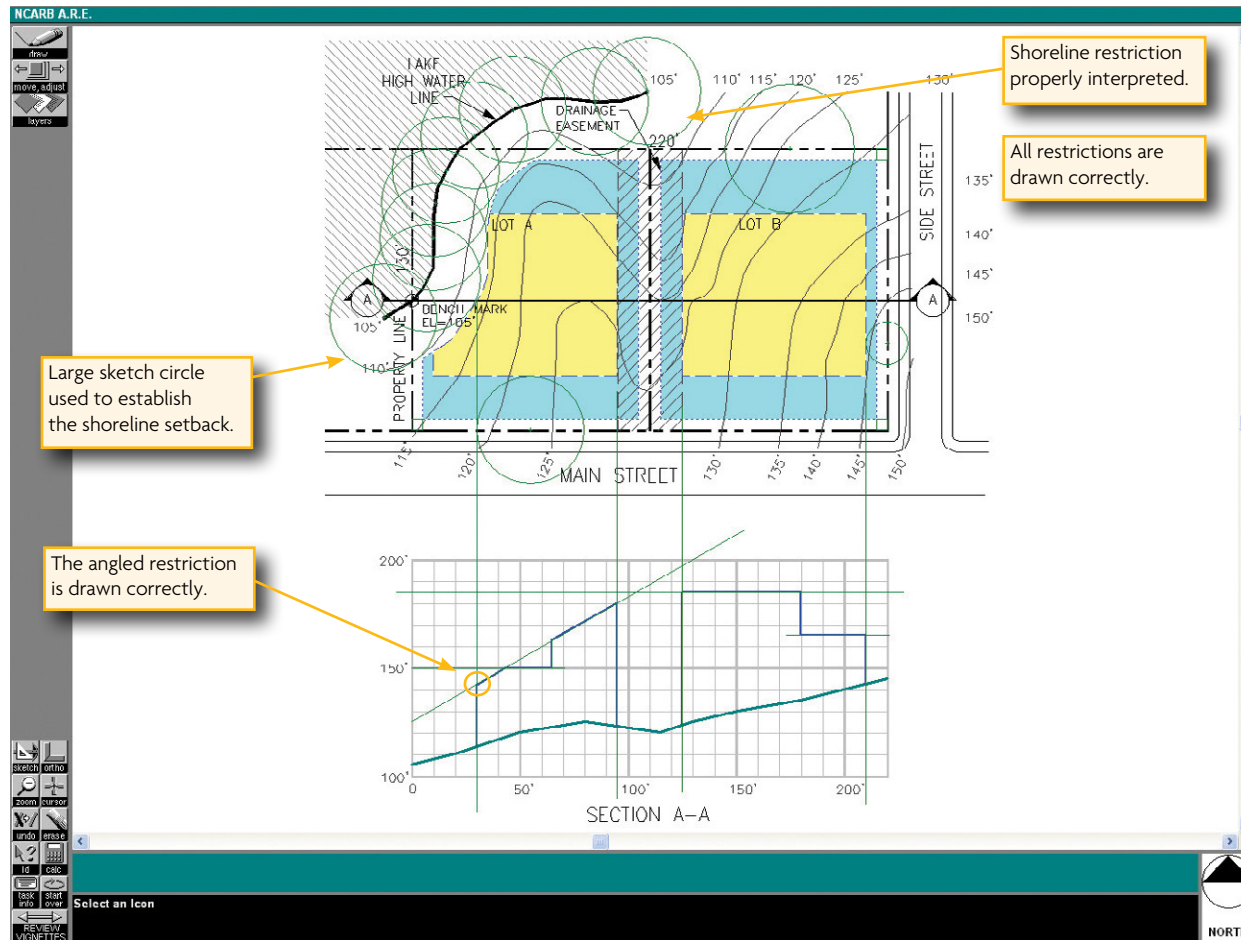 NCARB A.R.E.
draw
move, adjust
layers
LAKE
HIGH WATER
LINE
DRAINAGE
EASEMENT
105'
110'
115'
120'
125'
130'
220'
Shoreline restriction
properly interpreted.
All restrictions are
drawn correctly.
SIDE STREET
135'
140'
145'
150'
LOT A
LOT B
130'
A
A
BENCH MARK
EL=105'
105'
110'
PROPERTY LINE
Large sketch circle
used to establish
the shoreline setback.
115'
120'
125'
MAIN STREET
130'
135'
140'
145'
150'
The angled restriction
is drawn correctly.
200'
150'
100'
0
50'
100'
150'
200'
SECTION A-A
sketch
ortho
zoom
cursor
undo
erase
id
calc
task
info
start
over
REVIEW
VIGNETTES
Select an Icon
NORT